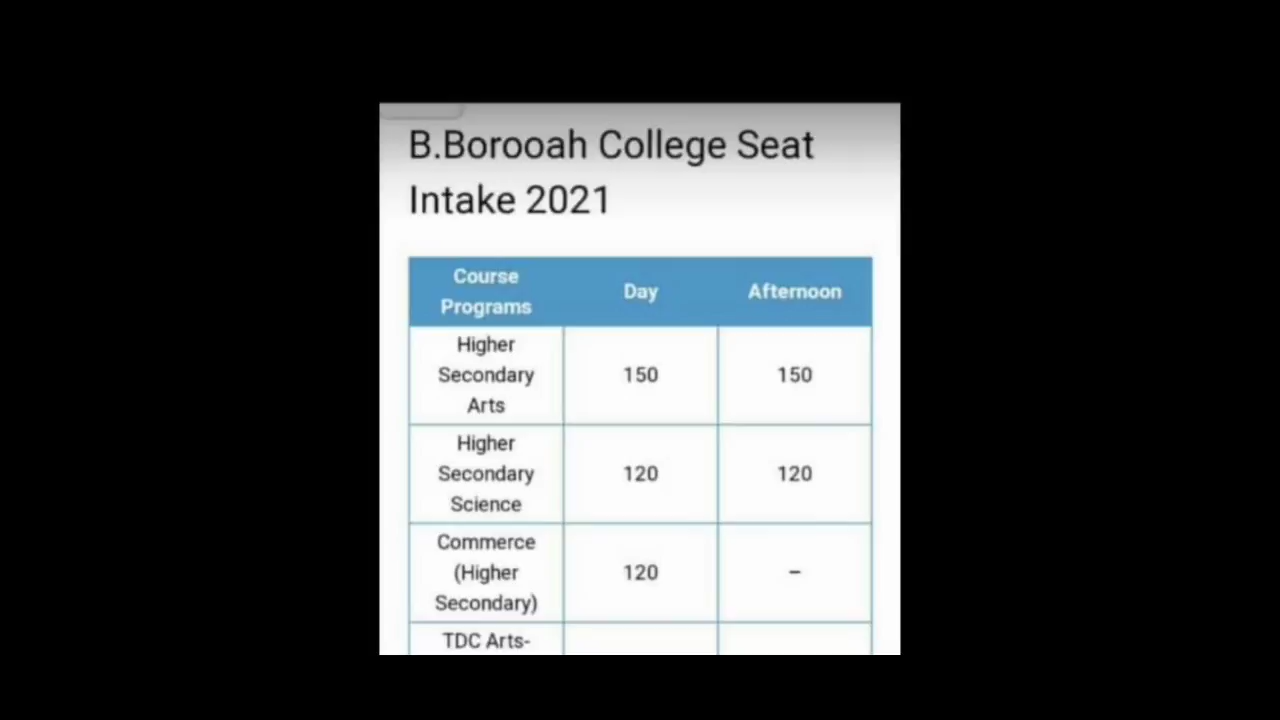 B.Borooah College Seat
Intake 2021
Course
Programs
Day
Afternoon
Higher
Secondary
Arts
150
150
Higher
Secondary
Science
120
120
Commerce
(Higher
Secondary)
120
–
TDC Arts-